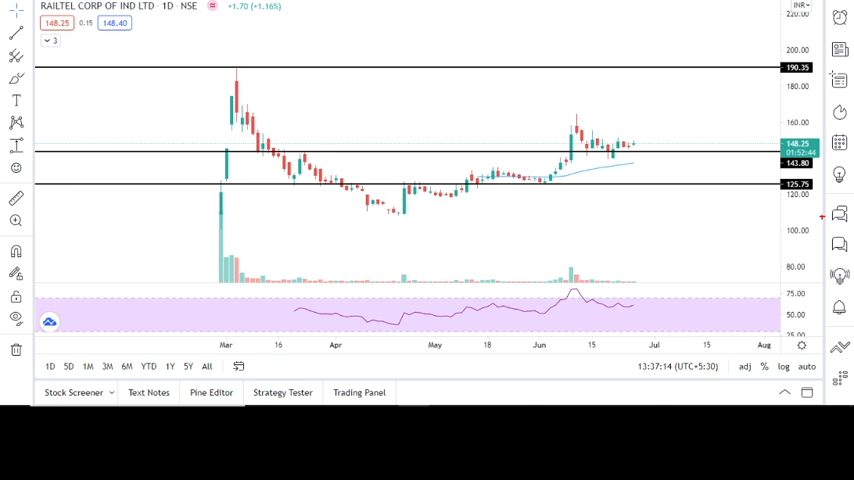 RAILTEL CORP OF IND LTD · 1D · NSE +1.70 (+1.16%)
INR
148.25 0.15 148.40
3
220.00
200.00
190.35
180.00
160.00
148.25
01:52:44
143.80
125.75
120.00
100.00
80.00
75.00
50.00
25.00
Mar 16 Apr May 18 Jun 15 Jul 15 Aug
1D 5D 1M 3M 6M YTD 1Y 5Y All 13:37:14 (UTC+5:30) adj % log auto
Stock Screener Text Notes Pine Editor Strategy Tester Trading Panel